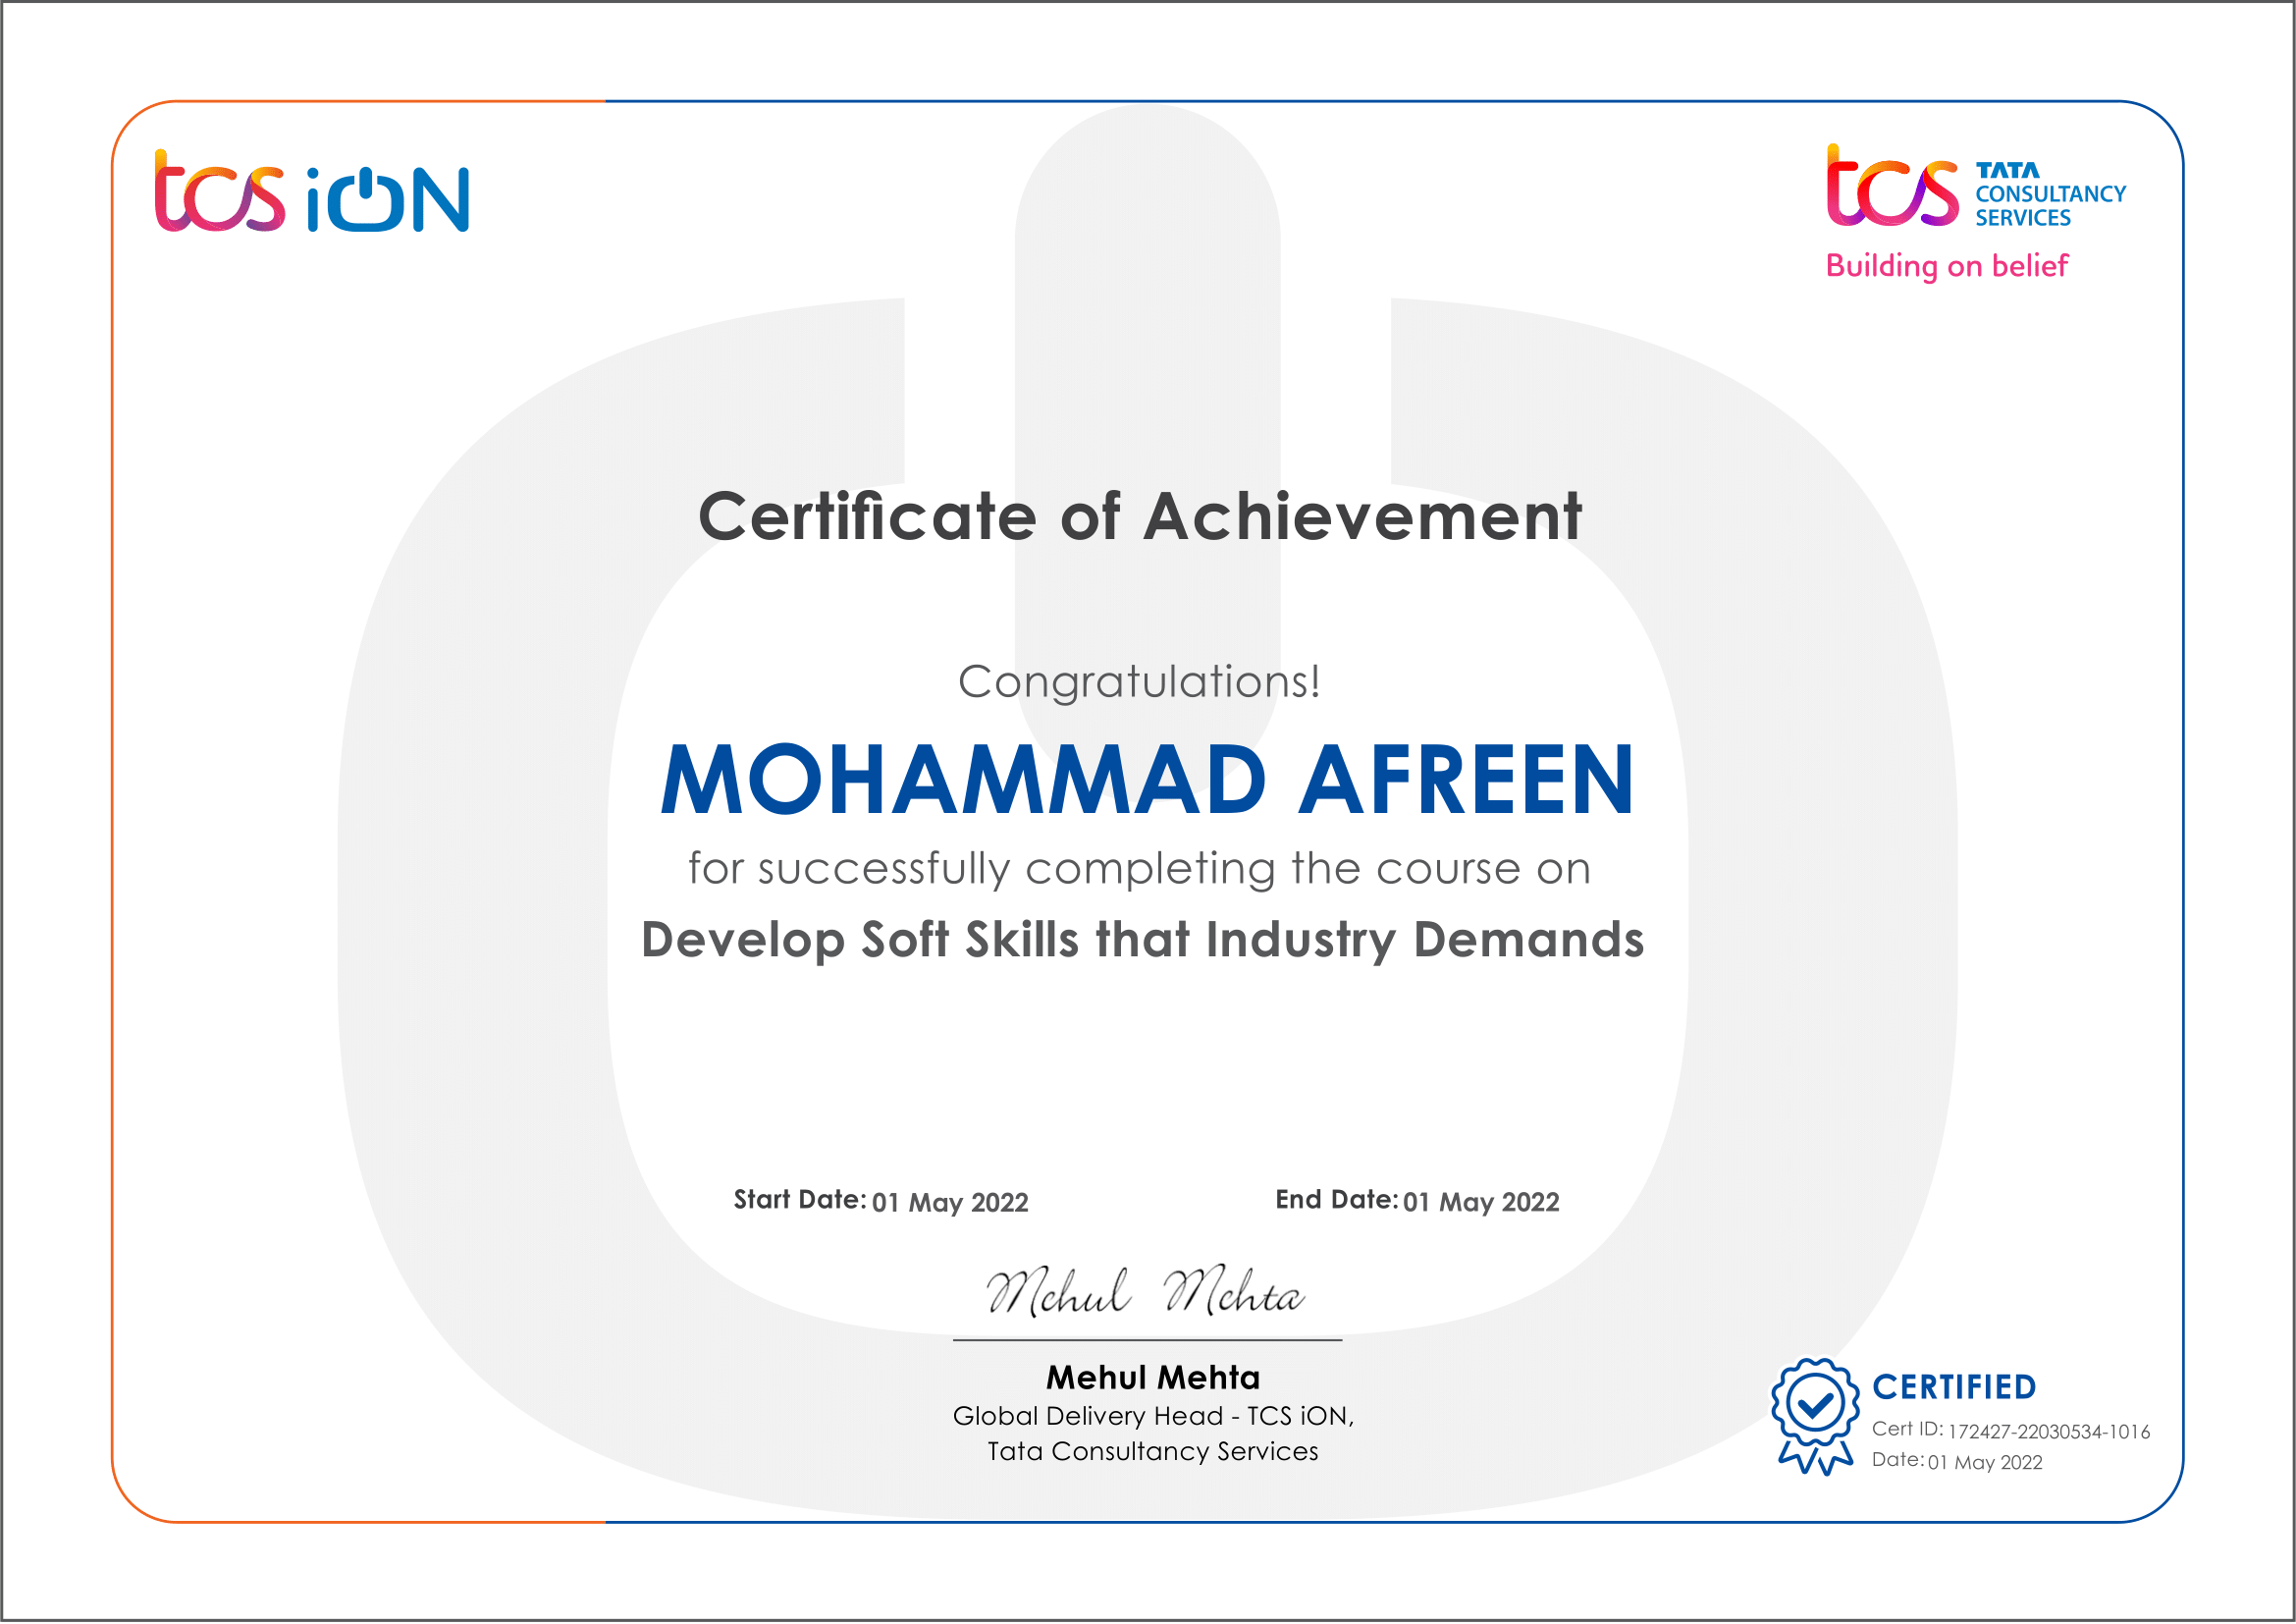 tcs iON
tcs TATA
CONSULTANCY
SERVICES
Building on belief
Certificate of Achievement
Congratulations!
MOHAMMAD AFREEN
for successfully completing the course on
Develop Soft Skills that Industry Demands
Start Date: 01 May 2022
End Date: 01 May 2022
Mehul Mehta
Mehul Mehta
Global Delivery Head - TCS iON,
Tata Consultancy Services
CERTIFIED
Cert ID: 172427-22030534-1016
Date: 01 May 2022